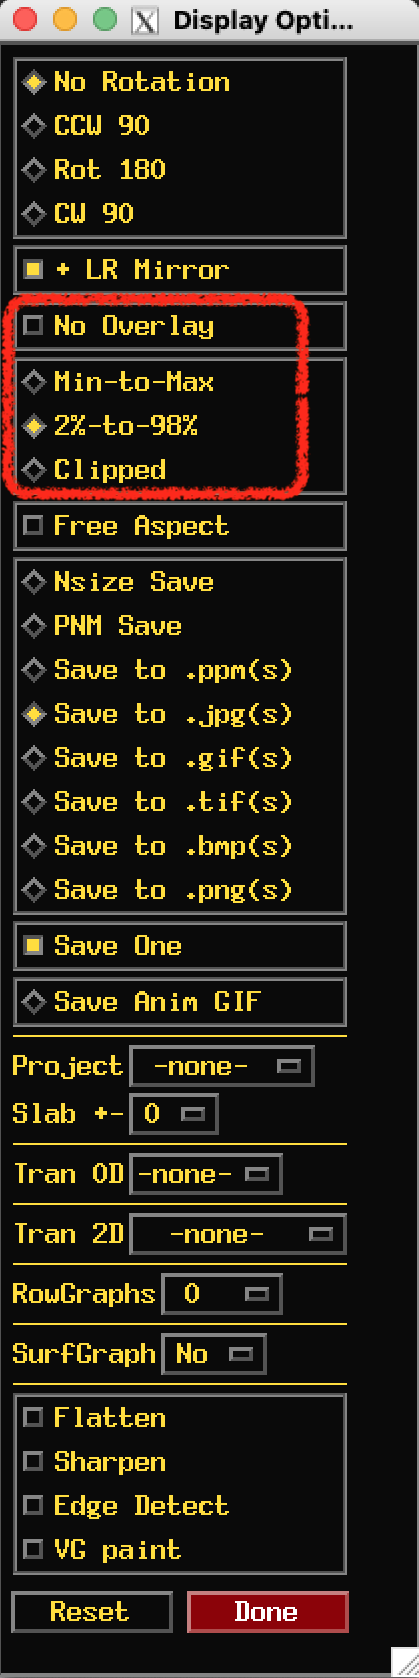 Display Opti...
No Rotation
CCW 90
Rot 180
CW 90
+ LR Mirror
No Overlay
Min-to-Max
2%-to-98%
Clipped
Free Aspect
Nsize Save
PNM Save
Save to .ppm(s)
Save to .jpg(s)
Save to .gif(s)
Save to .tif(s)
Save to .bmp(s)
Save to .png(s)
Save One
Save Anim GIF
Project -none-
Slab +- 0
Tran 0D -none-
Tran 2D -none-
RowGraphs 0
SurfGraph No
Flatten
Sharpen
Edge Detect
VG paint
Reset Done